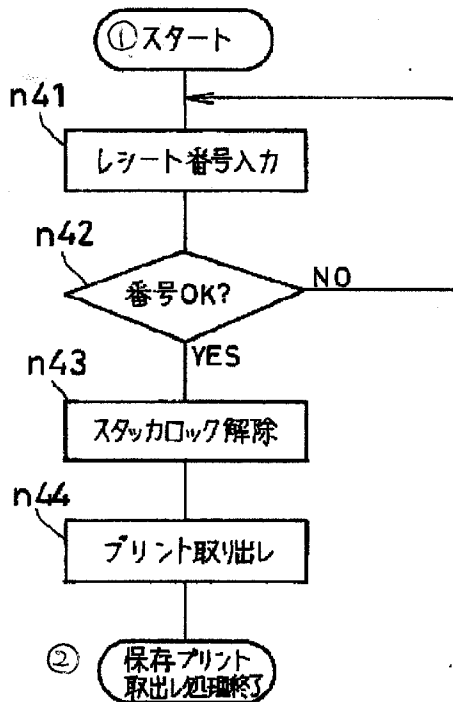 ①スタート
n41
レシート番号入力
n42
番号OK?
NO
YES
n43
スタッカロック解除
n44
プリント取り出し
② 保存プリント
取出し処理終了